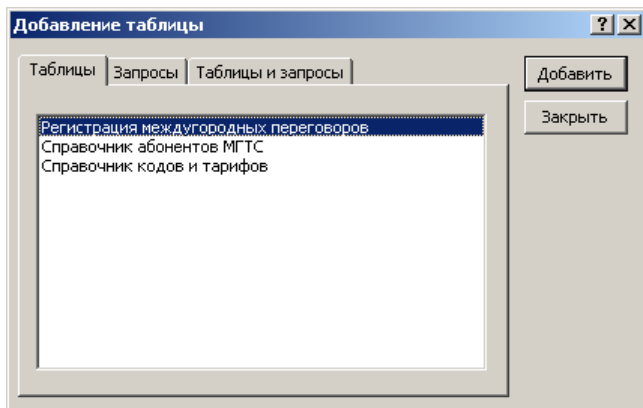 Добавление таблицы
Таблицы Запросы Таблицы и запросы
Добавить
Закрыть
Регистрация междугородных переговоров
Справочник абонентов МГТС
Справочник кодов и тарифов